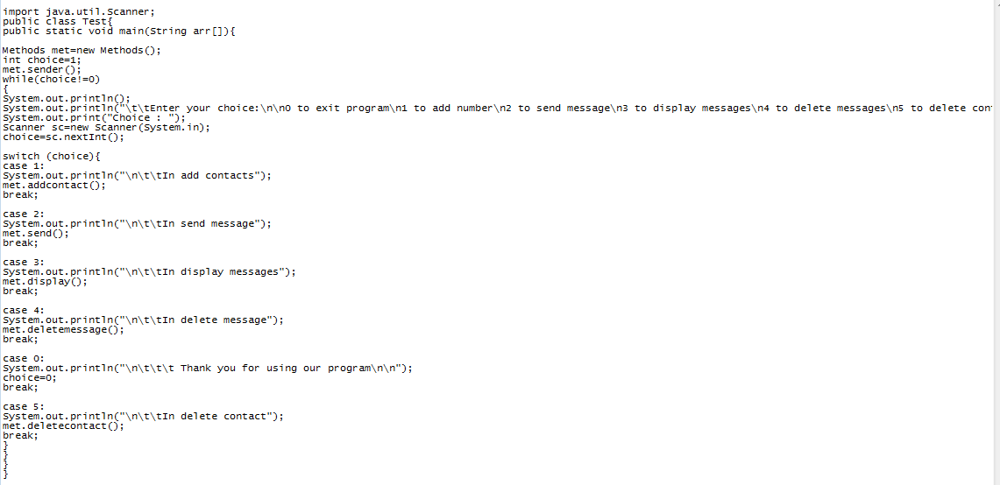 import java.util.Scanner;
public class Test{
public static void main(String arr[]){
Methods met=new Methods();
int choice=1;
met.sender();
while(choice!=0)
{
System.out.println();
System.out.println("\t\tEnter your choice:\n\n0 to exit program\n1 to add number\n2 to send message\n3 to display messages\n4 to delete messages\n5 to delete
System.out.print("Choice : ");
Scanner sc=new Scanner(System.in);
choice=sc.nextInt();
switch (choice){
case 1:
System.out.println("\n\t\tIn add contacts");
met.addcontact();
break;
case 2:
System.out.println("\n\t\tIn send message");
met.send();
break;
case 3:
System.out.println("\n\t\tIn display messages");
met.display();
break;
case 4:
System.out.println("\n\t\tIn delete message");
met.deletemessage();
break;
case 0:
System.out.println("\n\t\t\t Thank you for using our program\n\n");
choice=0;
break;
case 5:
System.out.println("\n\t\tIn delete contact");
met.deletecontact();
break;
}
}
}
}